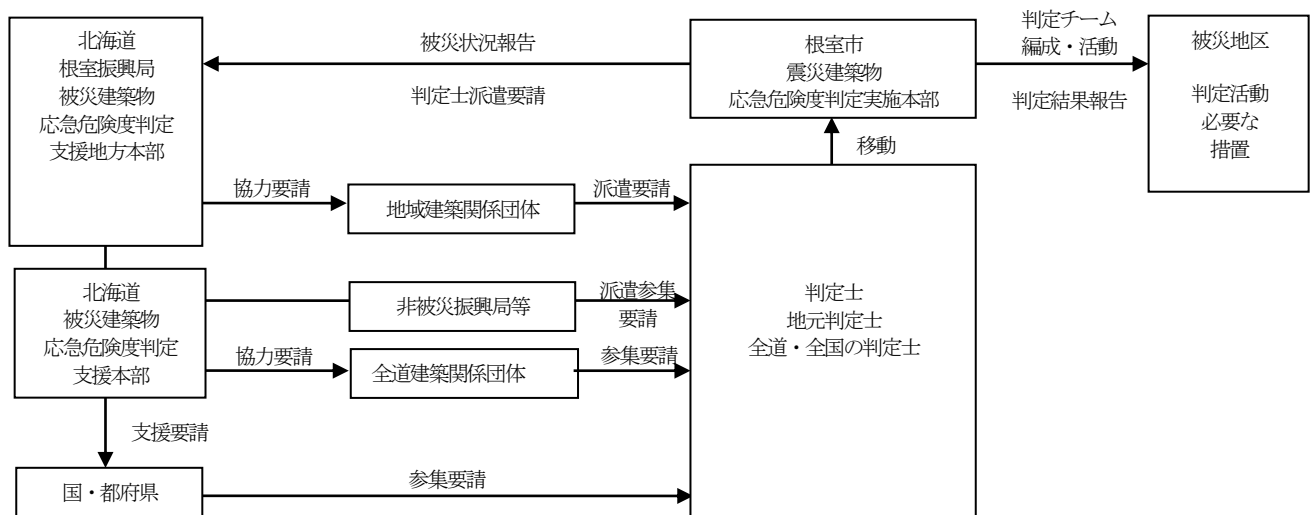 北海道
根室振興局
被災建築物
応急危険度判定
支援地方本部
被災状況報告
判定士派遣要請
根室市
震災建築物
応急危険度判定実施本部
判定チーム
編成・活動
判定結果報告
被災地区
判定活動
必要な
措置
移動
協力要請
地域建築関係団体
派遣要請
北海道
被災建築物
応急危険度判定
支援本部
非被災振興局等
派遣参集
要請
協力要請
全道建築関係団体
参集要請
判定士
地元判定士
全道・全国の判定士
支援要請
国・都府県
参集要請